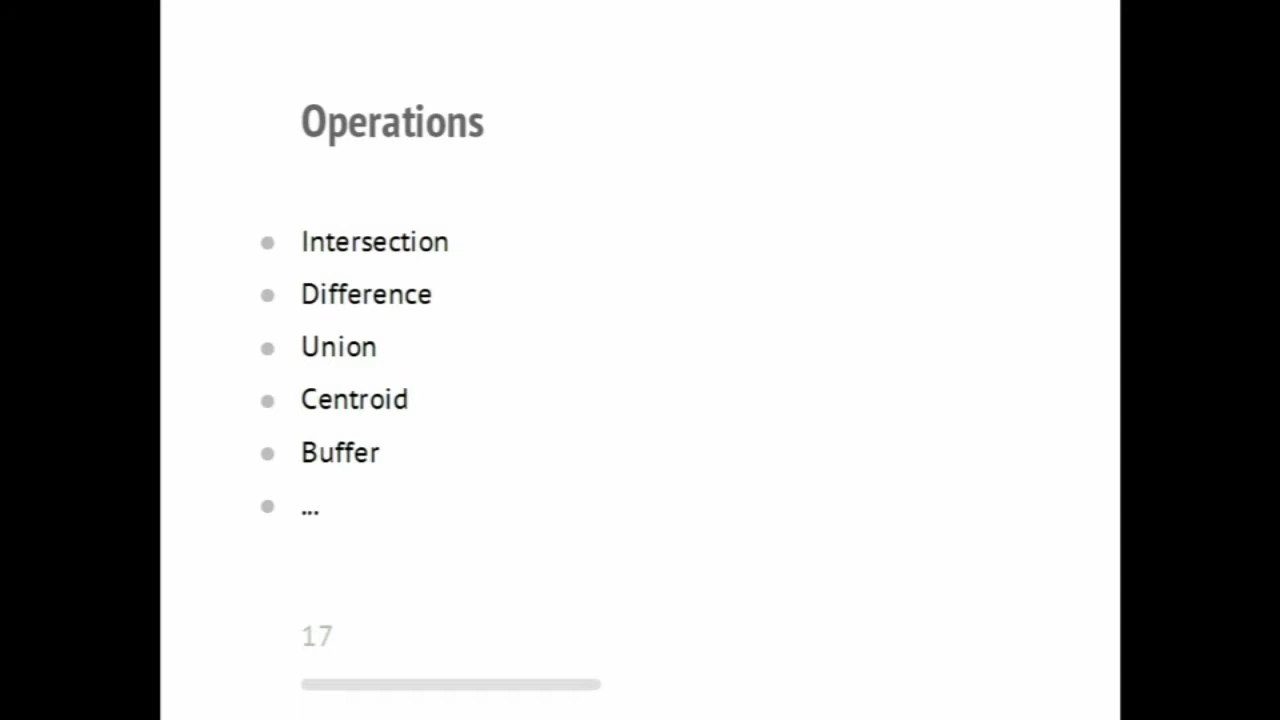 Operations
Intersection
Difference
Union
Centroid
Buffer
...
17